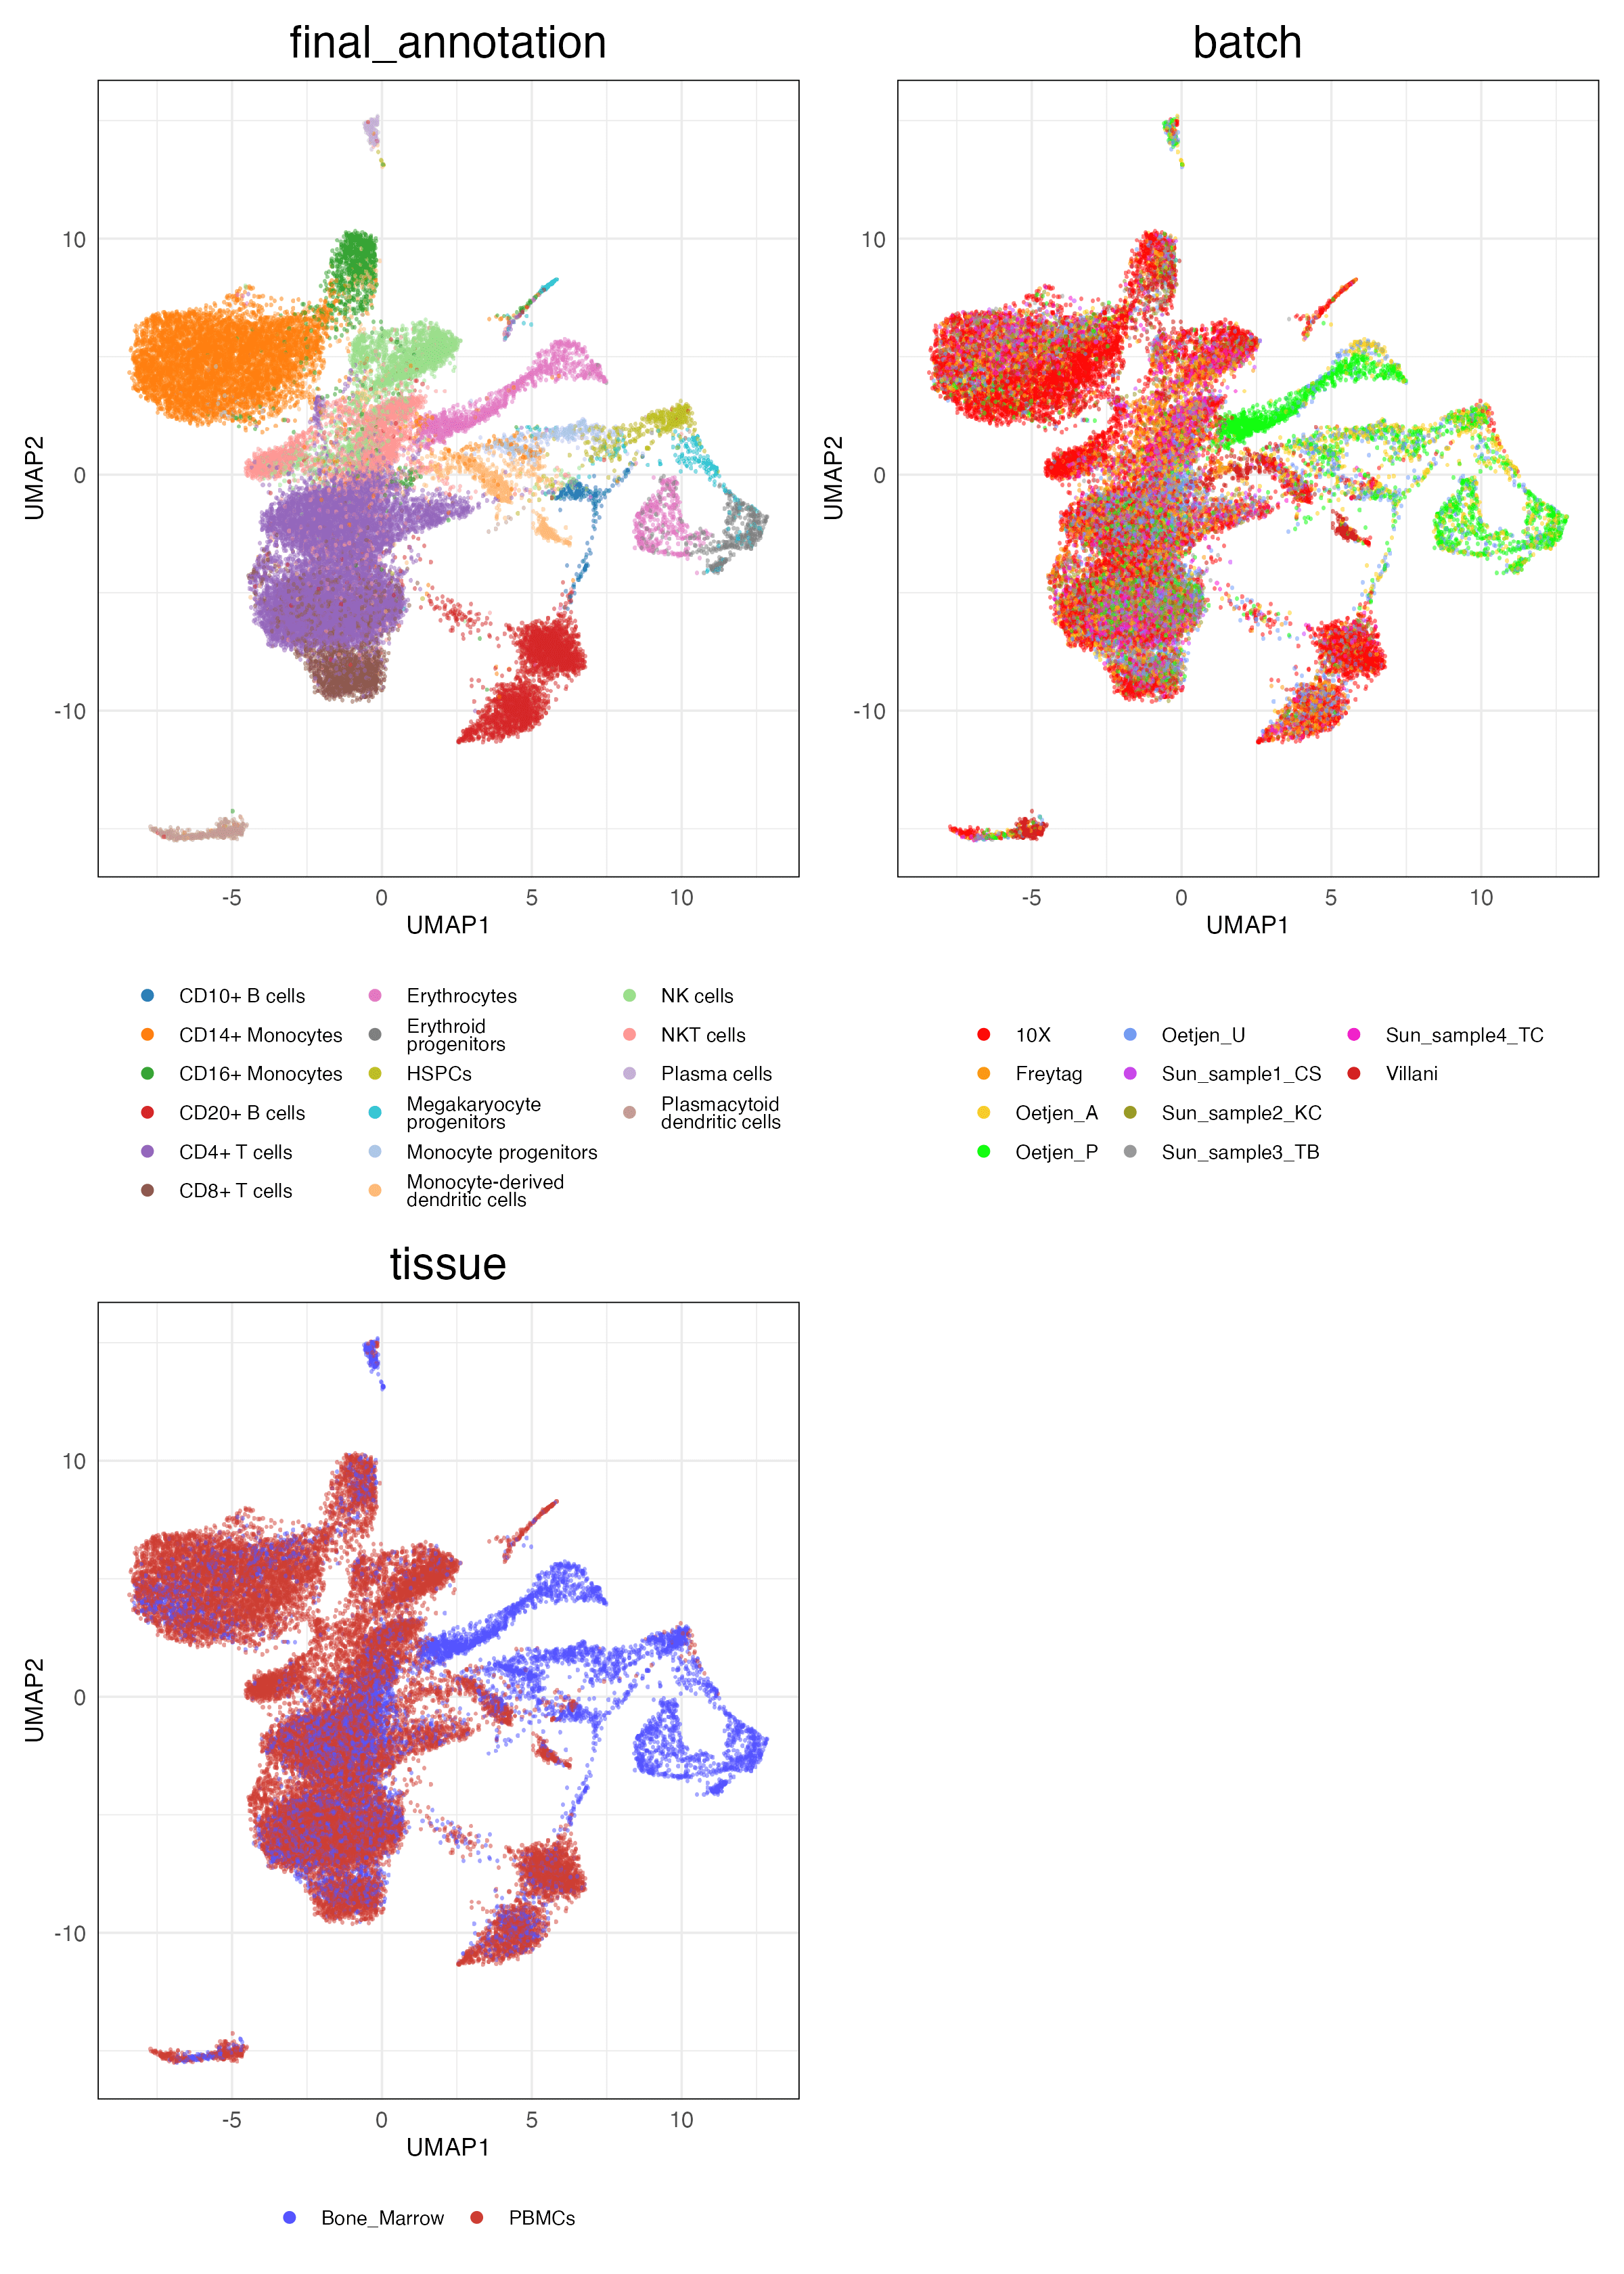 final_annotation
batch
UMAP2
10
0
-10
-5
0
5
10
UMAP1
UMAP2
10
0
-10
-5
0
5
10
UMAP1
CD10+ B cells
CD14+ Monocytes
CD16+ Monocytes
CD20+ B cells
CD4+ T cells
CD8+ T cells
Erythrocytes
Erythroid
progenitors
HSPCs
Megakaryocyte
progenitors
Monocyte progenitors
Monocyte-derived
dendritic cells
NK cells
NKT cells
Plasma cells
Plasmacytoid
dendritic cells
10X
Freytag
Oetjen_A
Oetjen_P
Oetjen_U
Sun_sample1_CS
Sun_sample2_KC
Sun_sample3_TB
Sun_sample4_TC
Villani
tissue
UMAP2
10
0
-10
-5
0
5
10
UMAP1
Bone_Marrow
PBMCs